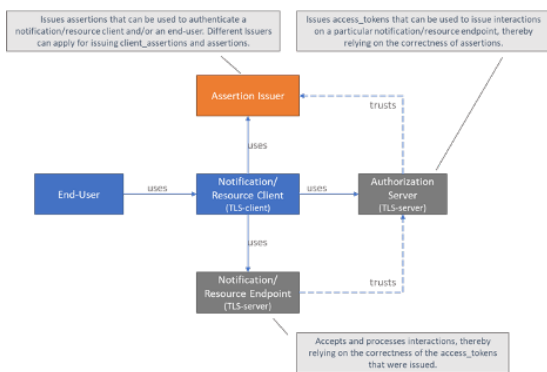 Issues assertions that can be used to authenticate a
notification/resource client and/or an end-user. Different Issuers
can apply for issuing client_assertions and assertions.
Issues access_tokens that can be used to issue interactions
on a particular notification/resource endpoint, thereby
relying on the correctness of assertions.
Assertion Issuer
trusts
uses
End-User
uses
Notification/
Resource Client
(TLS-client)
uses
Authorization
Server
(TLS-server)
uses
Notification/
Resource Endpoint
(TLS-server)
trusts
Accepts and processes interactions, thereby
relying on the correctness of the access_tokens
that were issued.